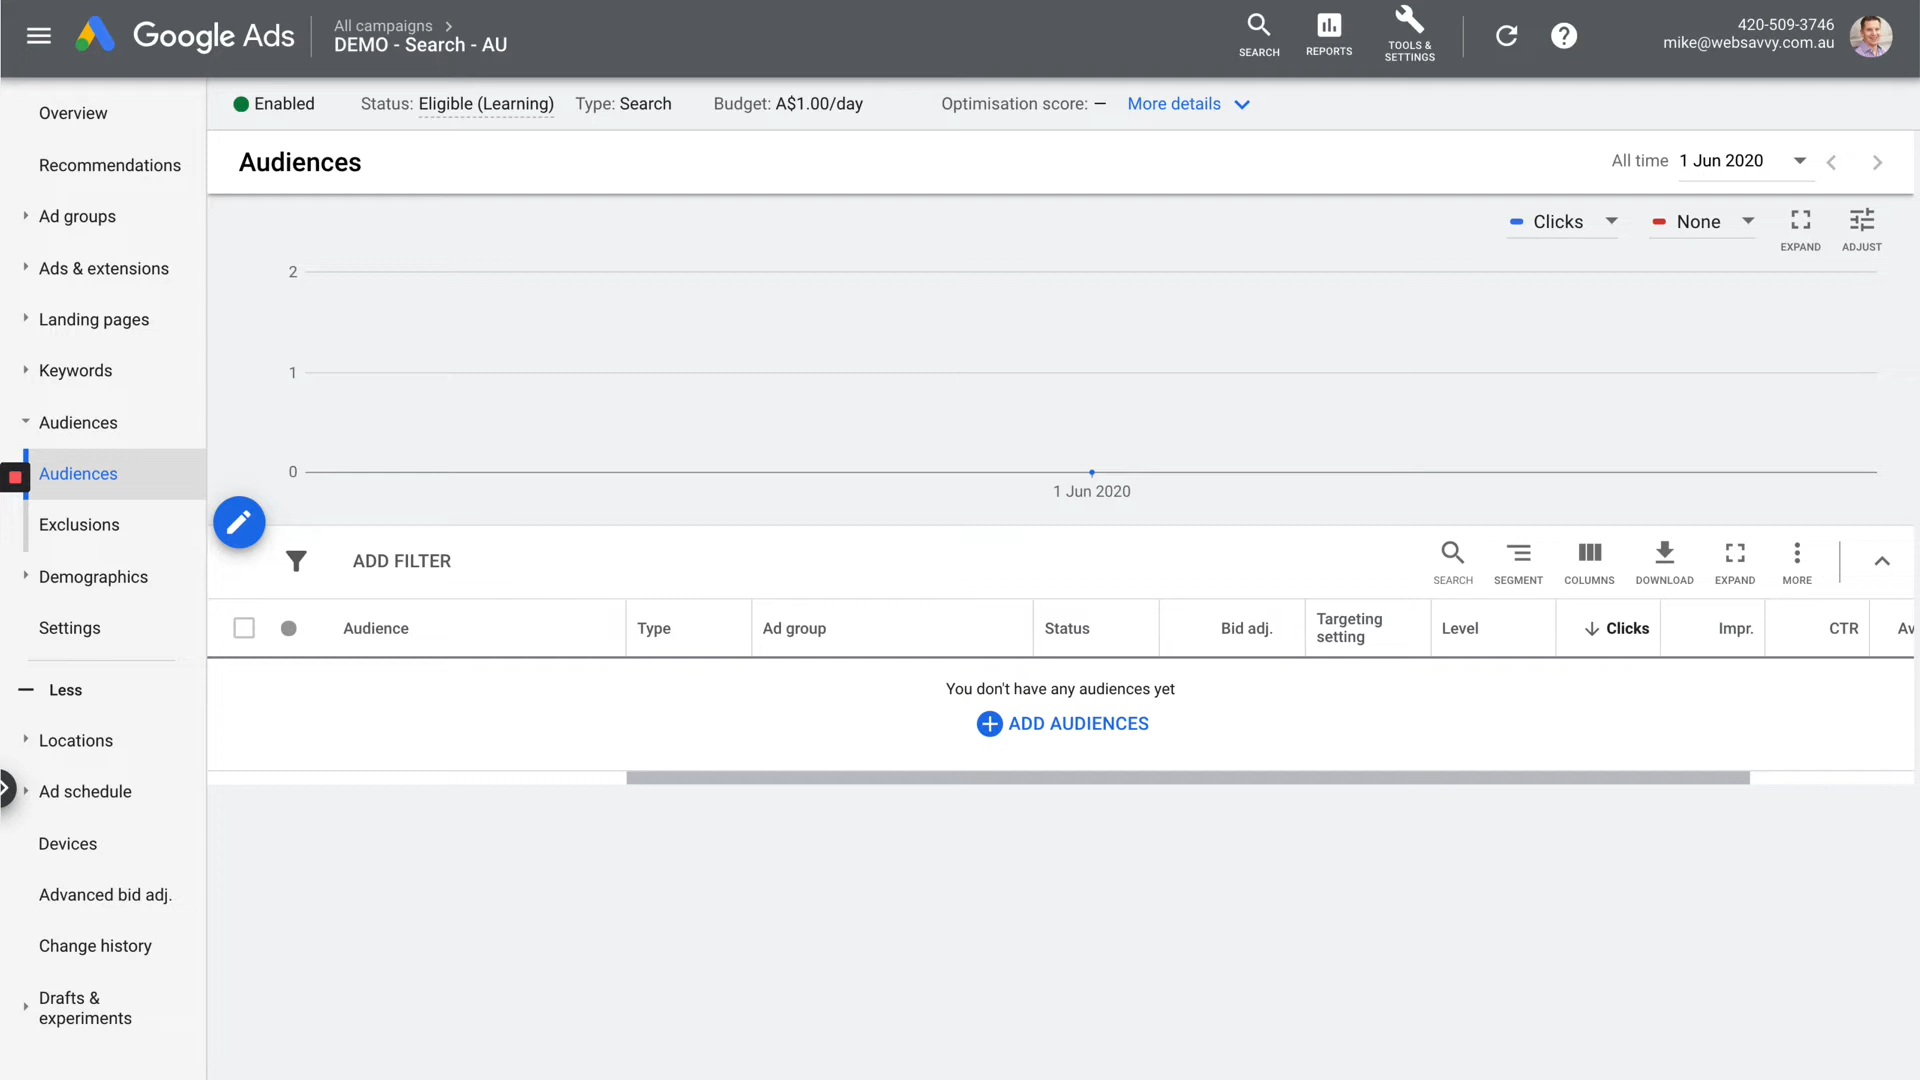 Google Ads
All campaigns
DEMO - Search - AU
SEARCH
REPORTS
TOOLS &
SETTINGS
420-509-3746
mike@websavvy.com.au
Enabled
Status: Eligible (Learning)
Type: Search
Budget: A$1.00/day
Optimisation score: —
More details
Overview
Recommendations
Ad groups
Ads & extensions
Landing pages
Keywords
Audiences
Audiences
Exclusions
Demographics
Settings
Less
Locations
Ad schedule
Devices
Advanced bid adj.
Change history
Drafts &
experiments
Audiences
All time 1 Jun 2020
Clicks
None
EXPAND
ADJUST
2
1
0
1 Jun 2020
ADD FILTER
SEARCH
SEGMENT
COLUMNS
DOWNLOAD
EXPAND
MORE
Audience
Type
Ad group
Status
Bid adj.
Targeting
setting
Level
Clicks
Impr.
CTR
Av
You don't have any audiences yet
ADD AUDIENCES